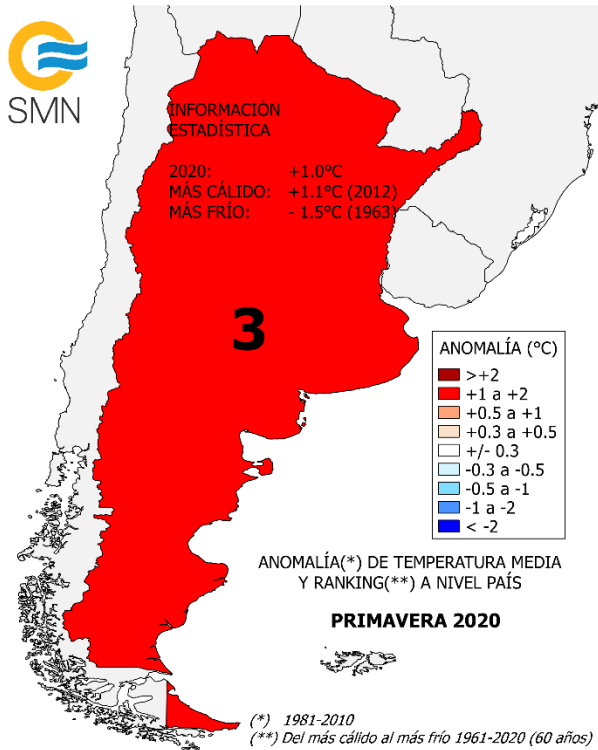 SMN
INFORMACIÓN
ESTADÍSTICA
2020: +1.0°C
MÁS CÁLIDO: +1.1°C (2012)
MÁS FRÍO: - 1.5°C (1963)
3
ANOMALÍA (°C)
>+2
+1 a +2
+0.5 a +1
+0.3 a +0.5
+/- 0.3
-0.3 a -0.5
-0.5 a -1
-1 a -2
< -2
ANOMALÍA(*) DE TEMPERATURA MEDIA
Y RANKING(**) A NIVEL PAÍS
PRIMAVERA 2020
(*) 1981-2010
(**) Del más cálido al más frío 1961-2020 (60 años)